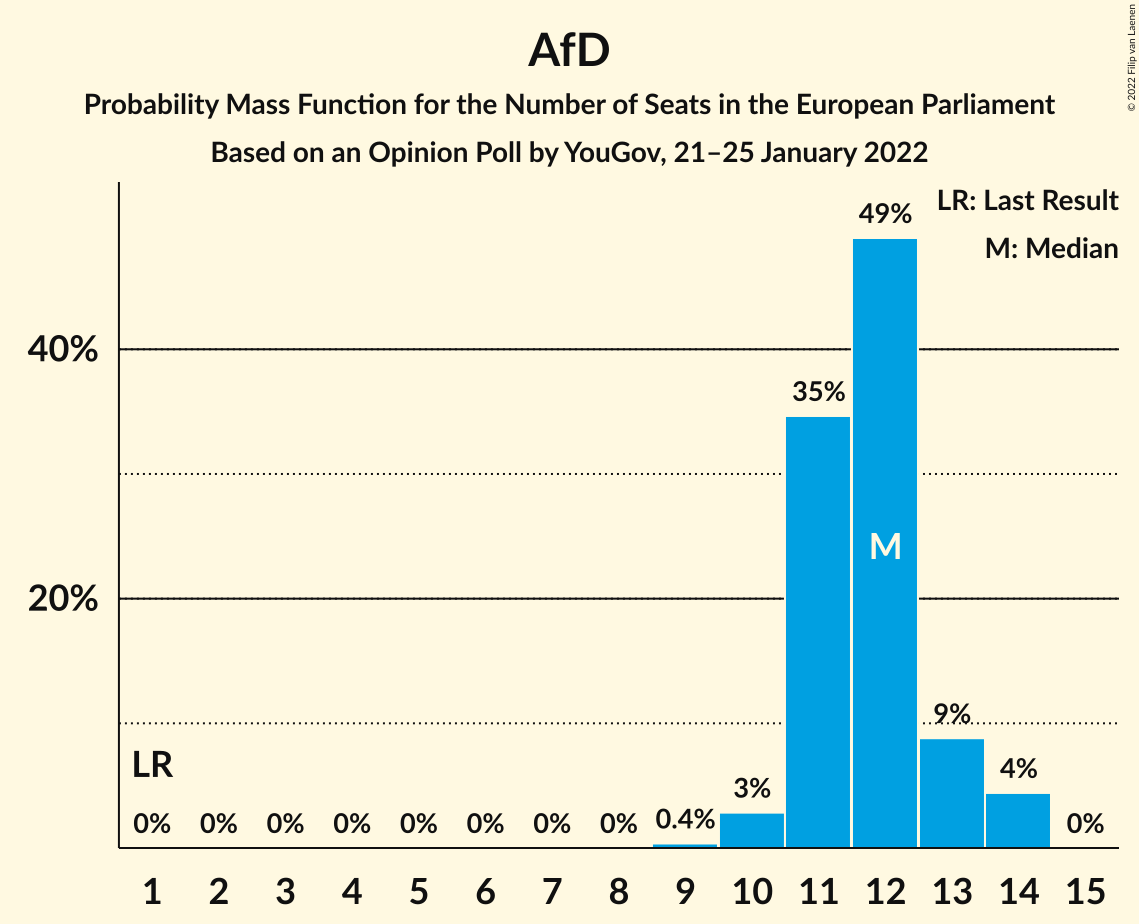 AfD
Probability Mass Function for the Number of Seats in the European Parliament
Based on an Opinion Poll by YouGov, 21–25 January 2022
© 2022 Filip van Laenen
LR: Last Result
M: Median
49%
40%
35%
M
20%
9%
LR
4%
3%
0% 0% 0% 0% 0% 0% 0% 0% 0.4% 0%
1 2 3 4 5 6 7 8 9 10 11 12 13 14 15